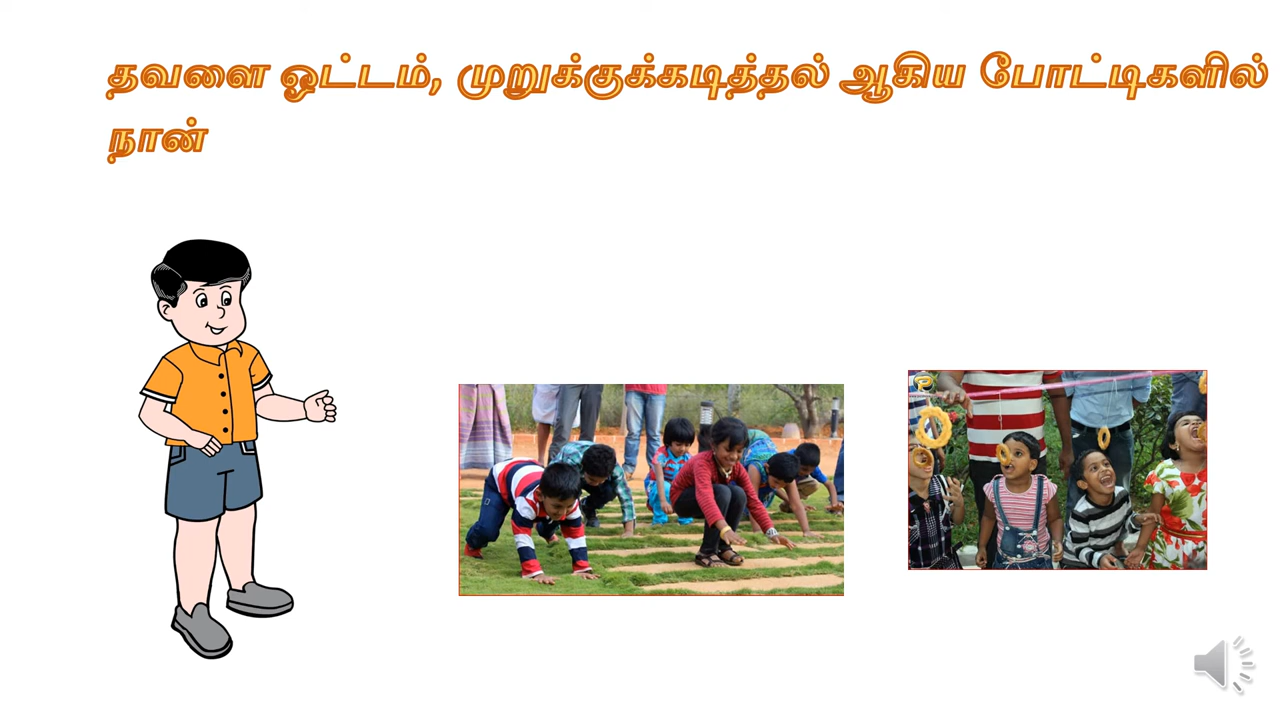 தவளை ஓட்டம், முறுக்குக்கடித்தல் ஆகிய போட்டிகளில்
நான்